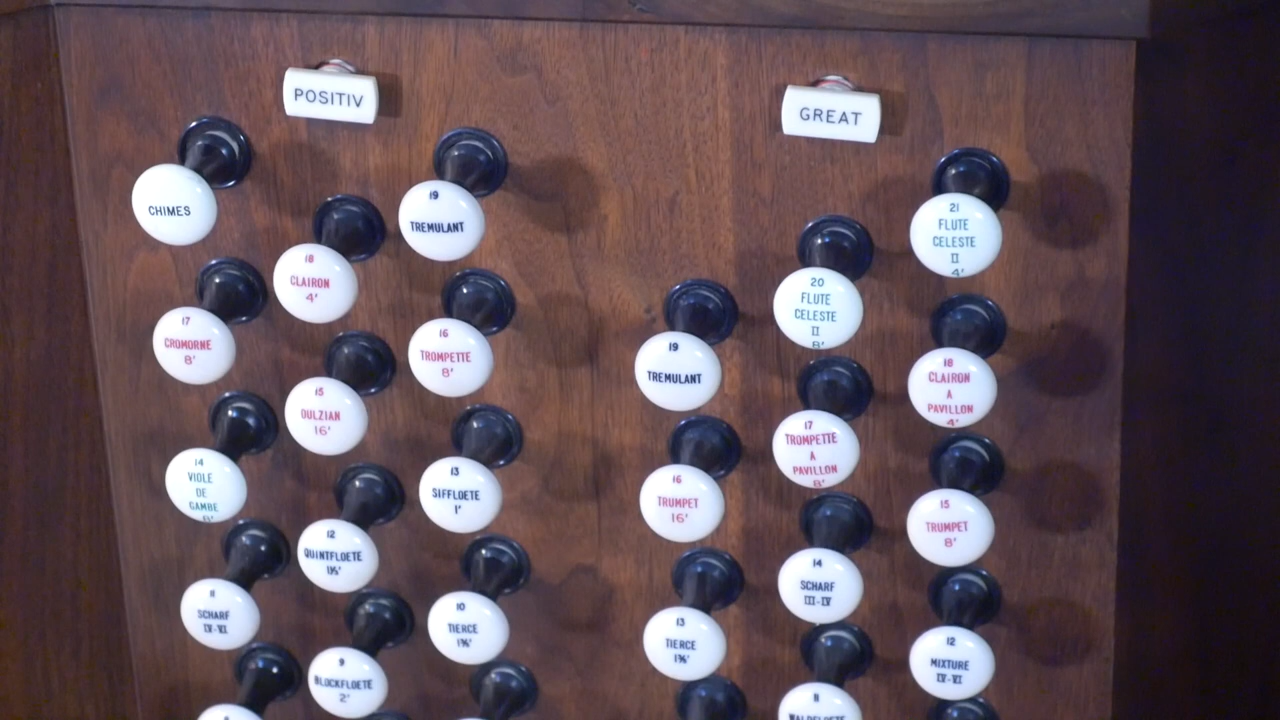 POSITIV
GREAT
CHIMES
19
TREMULANT
18
CLAIRON
4'
17
CROMORNE
8'
16
TROMPETTE
8'
15
DULZIAN
16'
14
VIOLE
DE
GAMBE
8'
13
SIFFLOETE
1'
12
QUINTFLOETE
1⅓'
11
SCHARF
IV-VI
10
TIERCE
1⅗'
9
BLOCKFLOETE
2'
21
FLUTE
CELESTE
II
4'
20
FLUTE
CELESTE
II
8'
19
TREMULANT
18
CLAIRON
A
PAVILLON
4'
17
TROMPETTE
A
PAVILLON
8'
16
TRUMPET
16'
15
TRUMPET
8'
14
SCHARF
III-IV
13
TIERCE
1⅗'
12
MIXTURE
IV-VI
11
WALDFLOETE